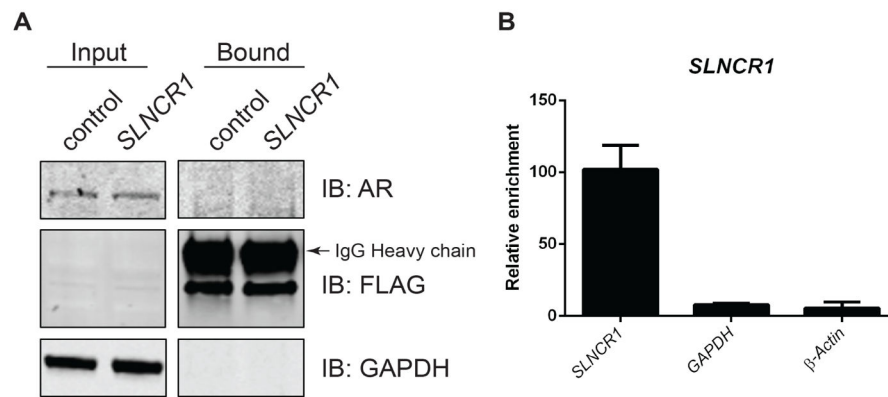 A
Input
Bound
control
SLNCR1
control
SLNCR1
IB: AR
IgG Heavy chain
IB: FLAG
IB: GAPDH
B
SLNCR1
Relative enrichment
150
100
50
0
SLNCR1
GAPDH
β-Actin